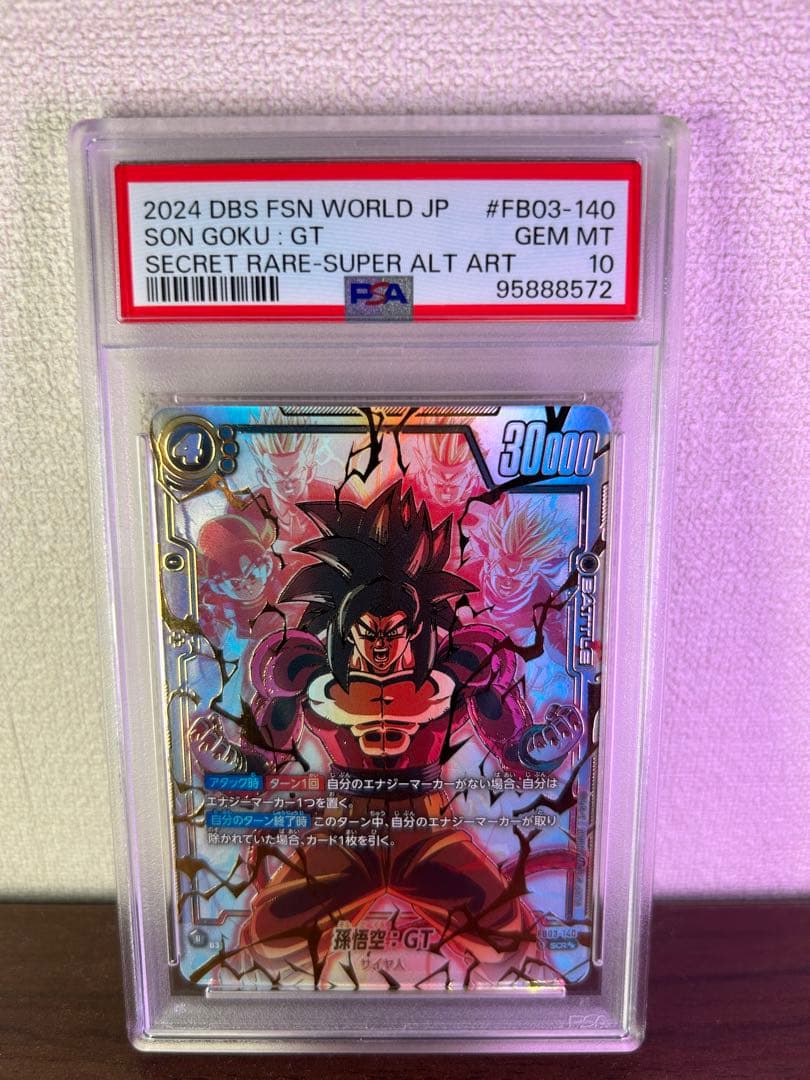 2024 DBS FSN WORLD JP #FB03-140
SON GOKU : GT GEM MT
SECRET RARE-SUPER ALT ART 10
PSA 95888572
4 30000
BATTLE
アタック時 ターン1回 自分のエナジーマーカーがない場合、自分は
エナジーマーカー1つを置く。
自分のターン終了時 このターン中、自分のエナジーマーカーが取り
除かれていた場合、カード1枚を引く。
孫悟空:GT FB03-140
サイヤ人 SCR
PSA